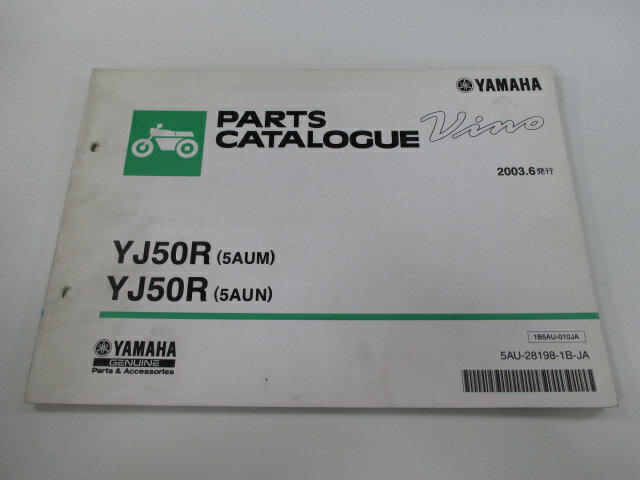 YAMAHA
PARTS
CATALOGUE
Vino
2003.6発行
YJ50R (5AUM)
YJ50R (5AUN)
1B5AU-010JA
YAMAHA
GENUINE
Parts & Accessories
5AU-28198-1B-JA